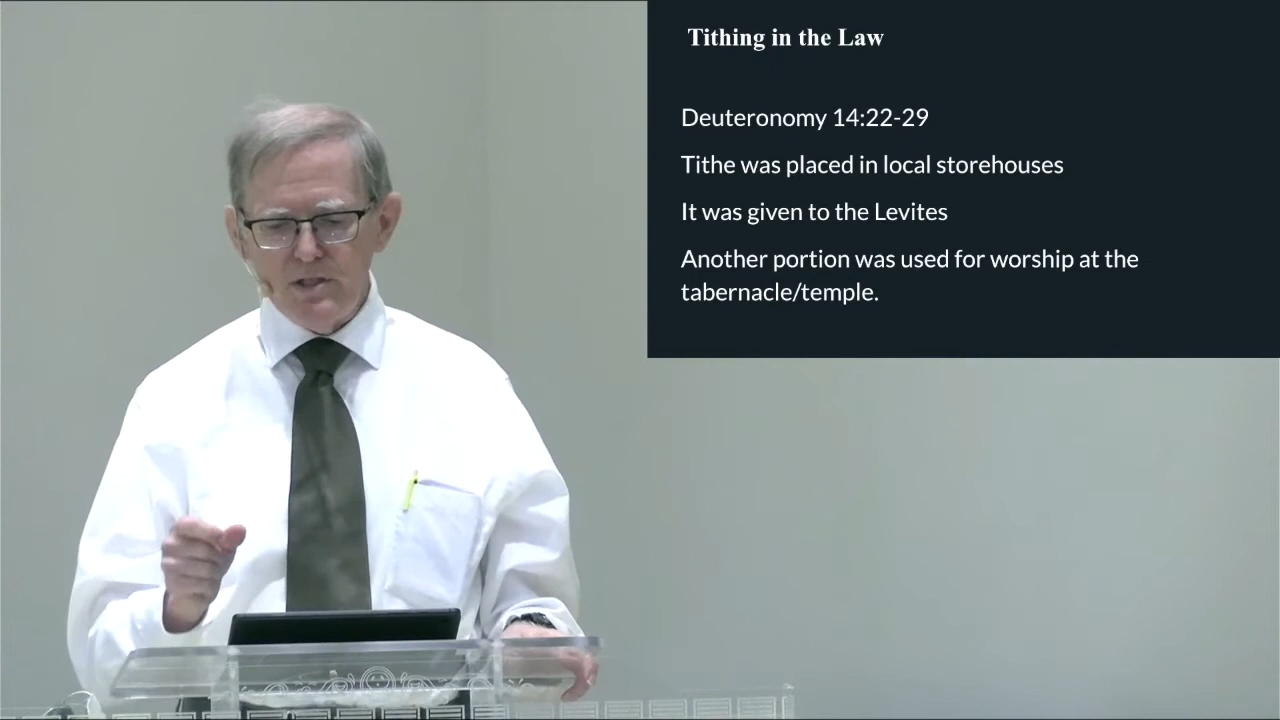 Tithing in the Law
Deuteronomy 14:22-29
Tithe was placed in local storehouses
It was given to the Levites
Another portion was used for worship at the
tabernacle/temple.